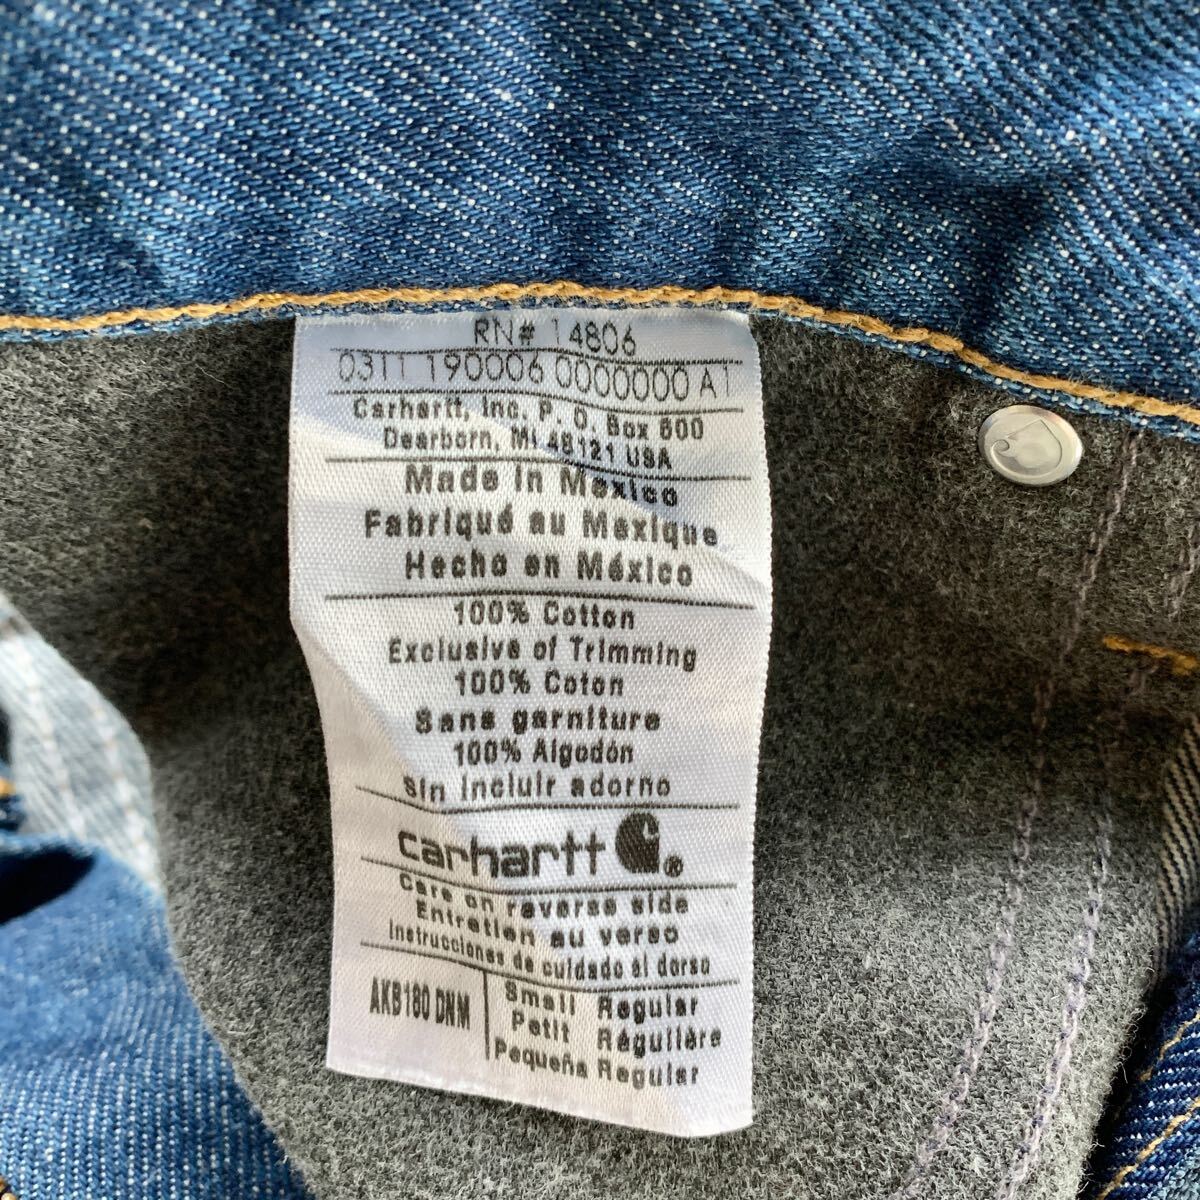 RN# 14806
0311 190006 0000000 A1
Carhartt, Inc. P. O. Box 600
Dearborn, MI 48121 USA
Made in Mexico
Fabriqué au Mexique
Hecho en México
100% Cotton
Exclusive of Trimming
100% Coton
Sans garniture
100% Algodón
Sin incluir adorno
carhartt ®
Care on reverse side
Entretien au verso
Instrucciones de cuidado al dorso
AKB180 DNM
Small Regular
Petit Régulière
Pequeña Regular